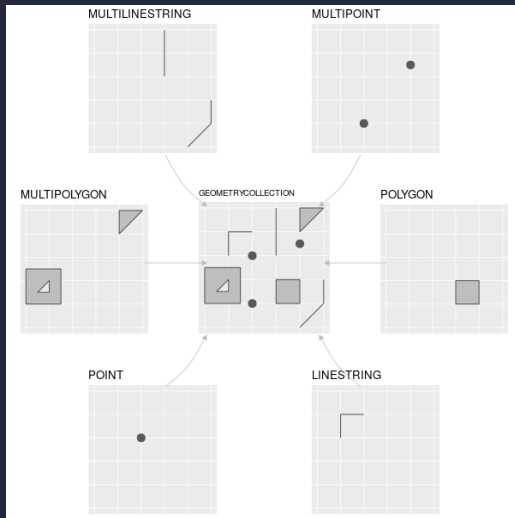 MULTILINESTRING
MULTIPOINT
MULTIPOLYGON
GEOMETRYCOLLECTION
POLYGON
POINT
LINESTRING